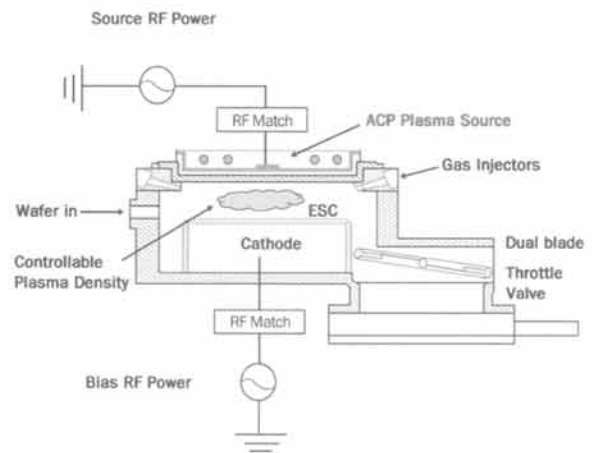 Source RF Power
RF Match
ACP Plasma Source
Gas Injectors
Wafer in
ESC
Dual blade
Cathode
Controllable
Plasma Density
Throttle
Valve
RF Match
Bias RF Power